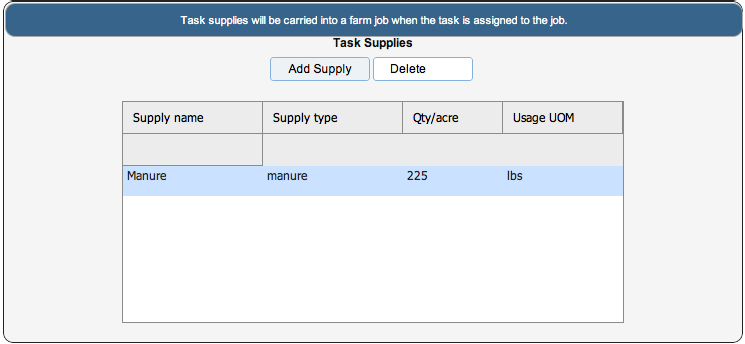 Task supplies will be carried into a farm job when the task is assigned to the job.
Task Supplies
Add Supply Delete
Supply name Supply type Qty/acre Usage UOM
Manure manure 225 lbs